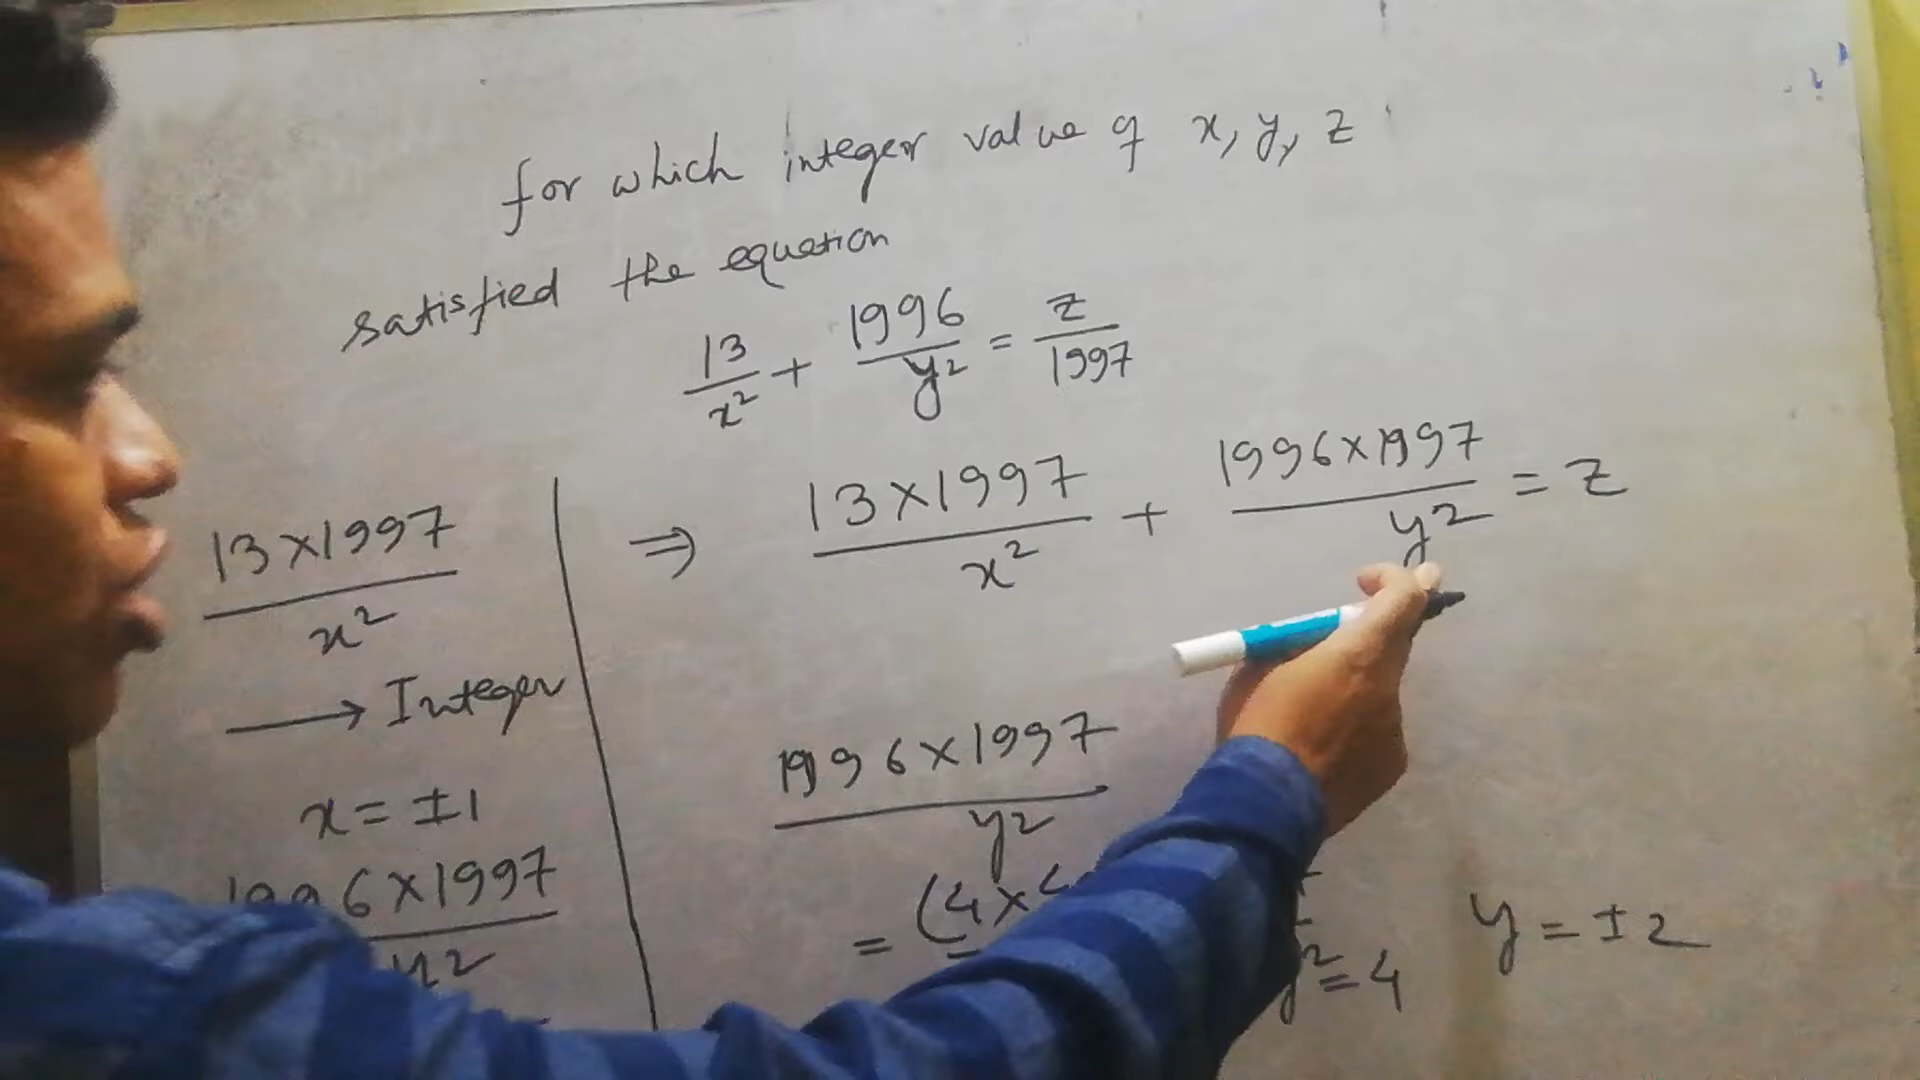 for which integer value of x, y, z
satisfied the equation
13/x² + 1996/y² = z/1997
⇒ 13×1997/x² + 1996×1997/y² = z
13×1997/x²
→ Integer
x = ±1
1996×1997
1996×1997/y²
= (4×4
y² = 4
y = ±2